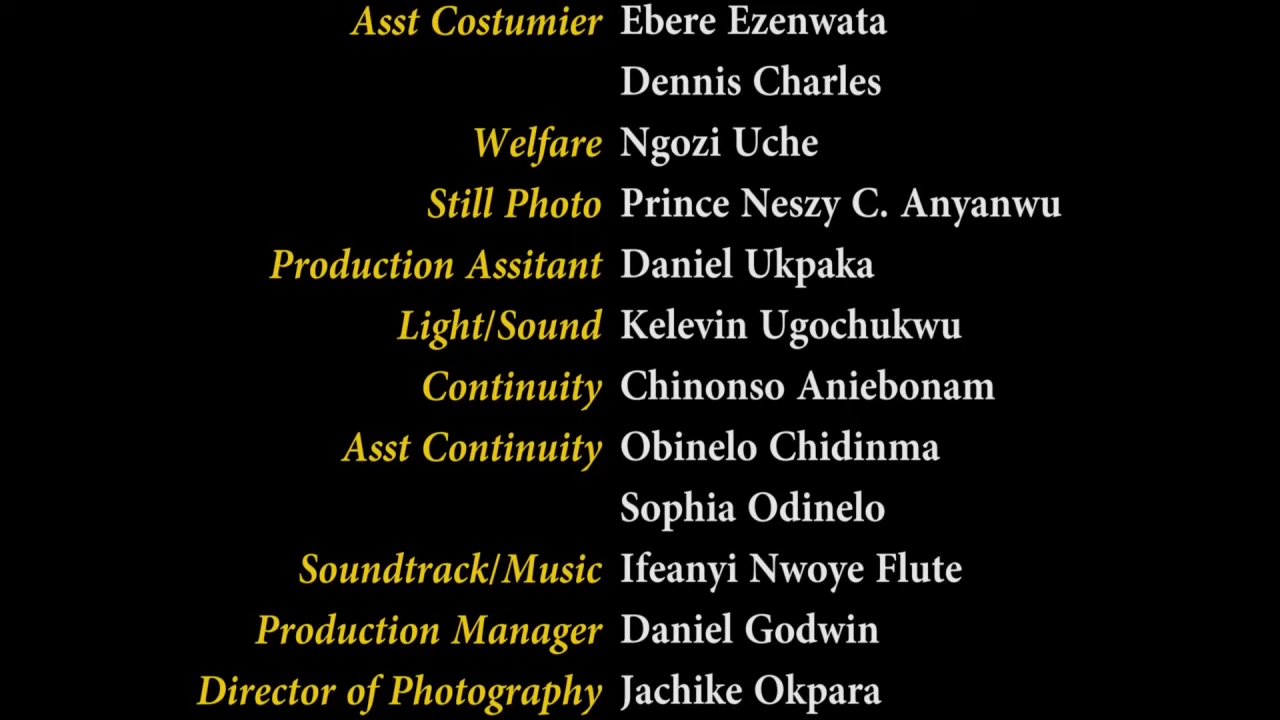 Asst Costumier Ebere Ezenwata
Dennis Charles
Welfare Ngozi Uche
Still Photo Prince Neszy C. Anyanwu
Production Assitant Daniel Ukpaka
Light/Sound Kelevin Ugochukwu
Continuity Chinonso Aniebonam
Asst Continuity Obinelo Chidinma
Sophia Odinelo
Soundtrack/Music Ifeanyi Nwoye Flute
Production Manager Daniel Godwin
Director of Photography Jachike Okpara